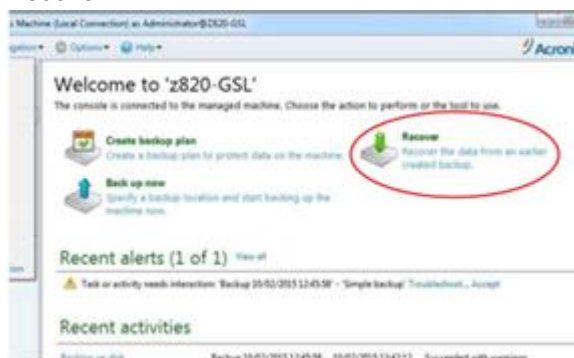 Machine (Local Connection) as Administrator@Z820-GSL
Options Help
Acron
Welcome to 'z820-GSL'
The console is connected to the managed machine. Choose the action to perform or the tool to use.
Create backup plan
Create a backup plan to protect data on the machine.
Recover
Recover the data from an earlier
created backup.
Back up now
Specify a backup location and start backing up the
machine now.
Recent alerts (1 of 1) View all
Task or activity needs interaction: 'Backup 10/02/2015 12:45:58' - 'Simple backup' Troubleshoot... Accept
Recent activities
Backing up disk Backup 10/02/2015 12:45:58 10/02/2015 13:42:12 Succeeded with warnings